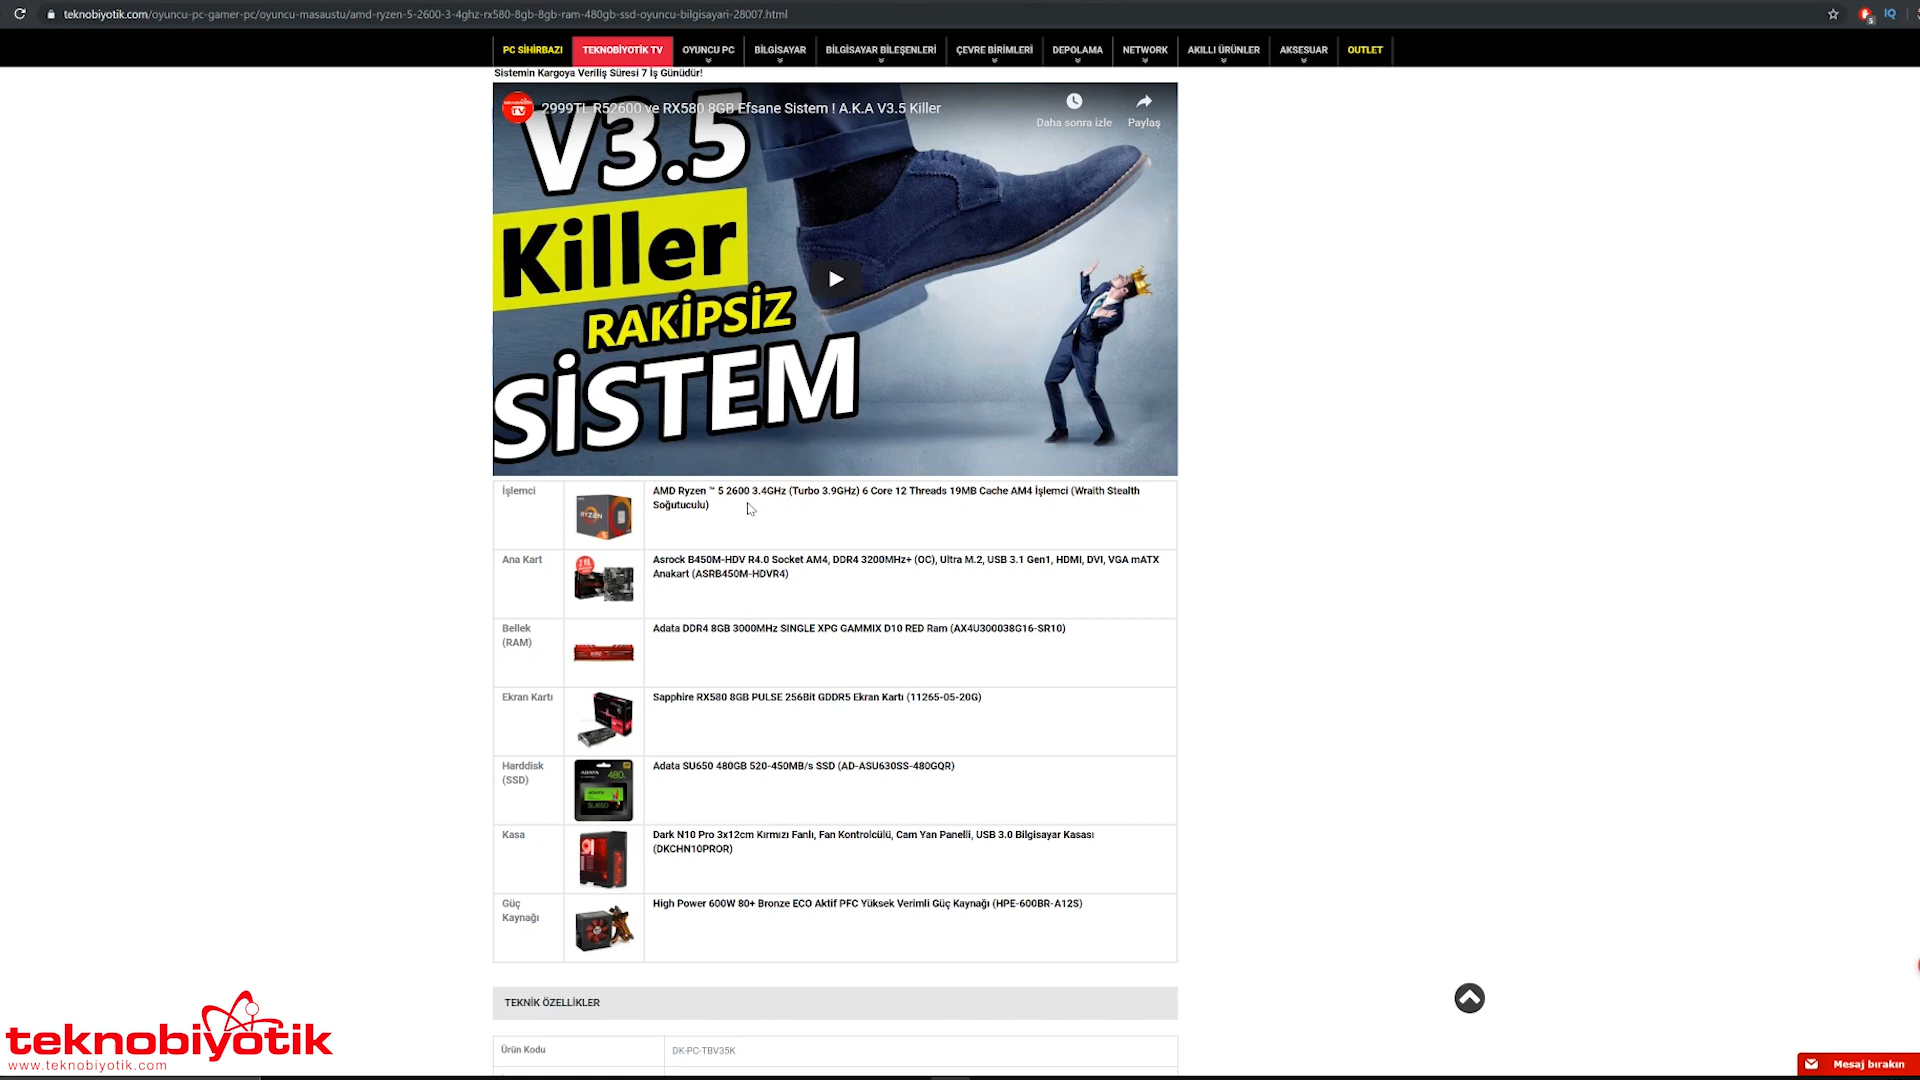 teknobiyotik.com/oyuncu-pc-gamer-pc/oyuncu-masaustu/amd-ryzen-5-2600-3-4ghz-rx580-8gb-8gb-ram-480gb-ssd-oyuncu-bilgisayari-28007.html
PC SİHİRBAZI TEKNOBİYOTİK TV OYUNCU PC BİLGİSAYAR BİLGİSAYAR BİLEŞENLERİ ÇEVRE BİRİMLERİ DEPOLAMA NETWORK AKILLI ÜRÜNLER AKSESUAR OUTLET
Sistemin Kargoya Veriliş Süresi 7 İş Günüdür!
2999TL R52600 ve RX580 8GB Efsane Sistem ! A.K.A V3.5 Killer
Daha sonra izle Paylaş
V3.5
Killer
RAKİPSİZ
SİSTEM
İşlemci
AMD Ryzen ™ 5 2600 3.4GHz (Turbo 3.9GHz) 6 Core 12 Threads 19MB Cache AM4 İşlemci (Wraith Stealth
Soğutuculu)
Ana Kart
Asrock B450M-HDV R4.0 Socket AM4, DDR4 3200MHz+ (OC), Ultra M.2, USB 3.1 Gen1, HDMI, DVI, VGA mATX
Anakart (ASRB450M-HDVR4)
Bellek
(RAM)
Adata DDR4 8GB 3000MHz SINGLE XPG GAMMIX D10 RED Ram (AX4U300038G16-SR10)
Ekran Kartı
Sapphire RX580 8GB PULSE 256Bit GDDR5 Ekran Kartı (11265-05-20G)
Harddisk
(SSD)
Adata SU650 480GB 520-450MB/s SSD (AD-ASU630SS-480GQR)
Kasa
Dark N10 Pro 3x12cm Kırmızı Fanlı, Fan Kontrolcülü, Cam Yan Panelli, USB 3.0 Bilgisayar Kasası
(DKCHN10PROR)
Güç
Kaynağı
High Power 600W 80+ Bronze ECO Aktif PFC Yüksek Verimli Güç Kaynağı (HPE-600BR-A12S)
TEKNİK ÖZELLİKLER
Ürün Kodu
DK-PC-TBV35K
teknobiyotik
www.teknobiyotik.com
Mesaj bırakın